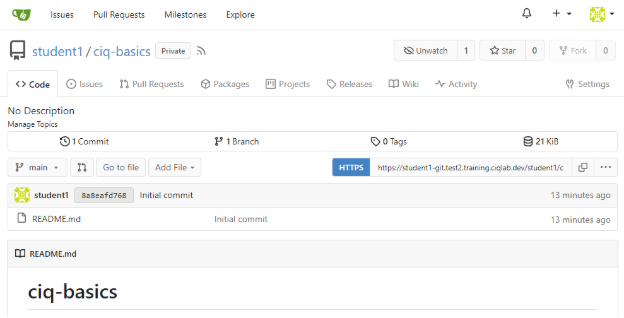 Issues Pull Requests Milestones Explore
student1 / ciq-basics Private Unwatch 1 Star 0 Fork 0
Code Issues Pull Requests Packages Projects Releases Wiki Activity Settings
No Description
Manage Topics
1 Commit 1 Branch 0 Tags 21 KiB
main Go to file Add File HTTPS https://student1-git.test2.training.ciqlab.dev/student1/c
student1 8a8eafd768 Initial commit 13 minutes ago
README.md Initial commit 13 minutes ago
README.md
ciq-basics